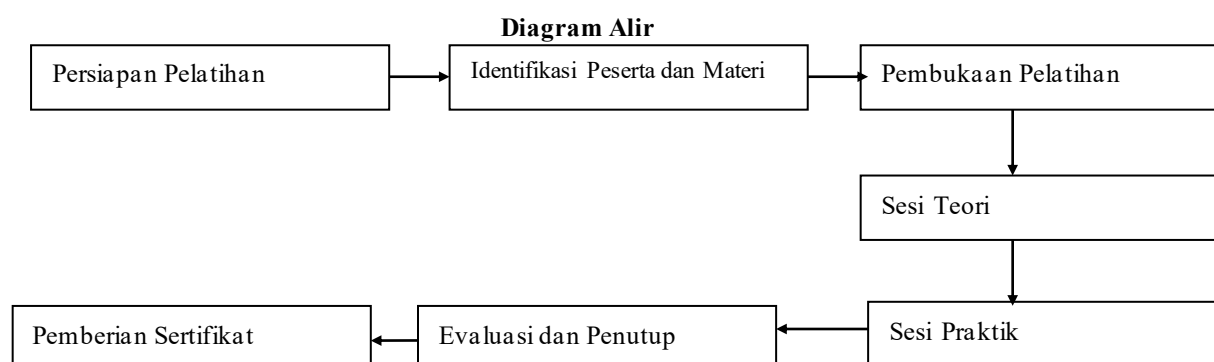 Diagram Alir
Persiapan Pelatihan
Identifikasi Peserta dan Materi
Pembukaan Pelatihan
Sesi Teori
Sesi Praktik
Evaluasi dan Penutup
Pemberian Sertifikat